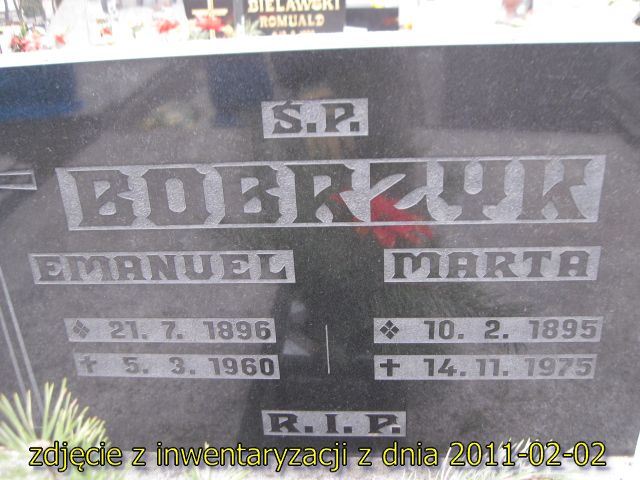 BIELAWSKI
ROMUALD
Ś.P.
BOBRZYK
EMANUEL MARTA
❖ 21. 7. 1896 ❖ 10. 2. 1895
✝ 5. 3. 1960 ✝ 14. 11. 1975
R.I.P.
zdjęcie z inwentaryzacji z dnia 2011-02-02